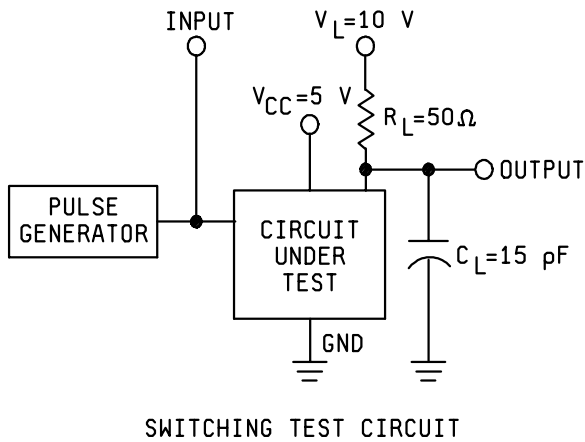 INPUT
V_L=10 V
V_CC=5 V
R_L=50Ω
OUTPUT
PULSE
GENERATOR
CIRCUIT
UNDER
TEST
C_L=15 pF
GND
SWITCHING TEST CIRCUIT